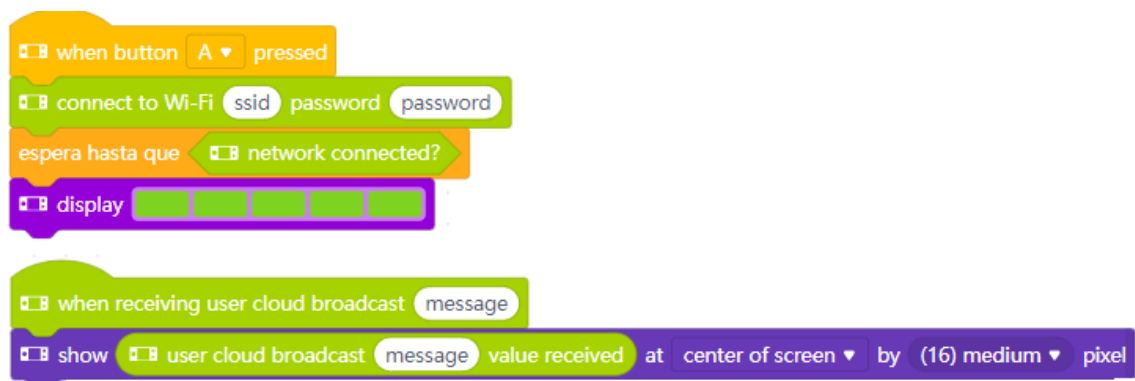 when button A pressed
connect to Wi-Fi ssid password password
espera hasta que network connected?
display
when receiving user cloud broadcast message
show user cloud broadcast message value received at center of screen by (16) medium pixel